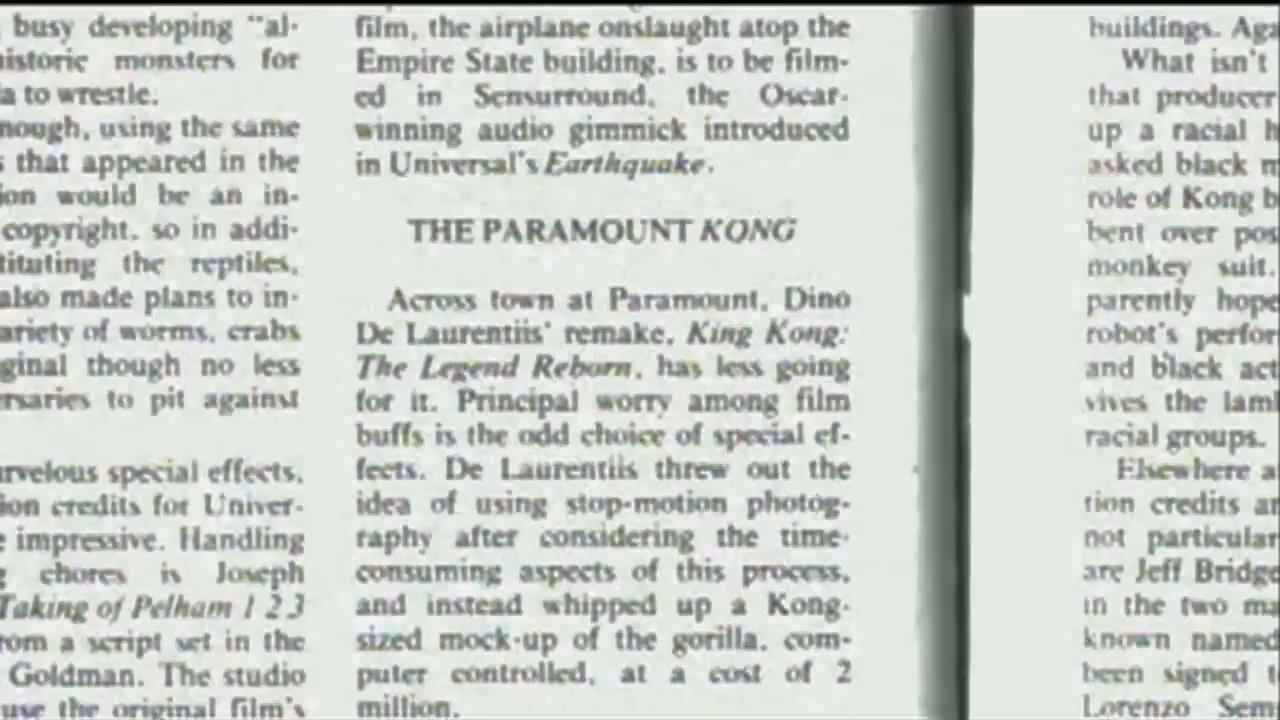 busy developing "al-
istoric monsters for
a to wrestle.
nough, using the same
s that appeared in the
ion would be an in-
copyright, so in addi-
tituting the reptiles,
also made plans to in-
ariety of worms, crabs
ginal though no less
ersaries to pit against
arvelous special effects,
ion credits for Univer-
e impressive. Handling
g chores is Joseph
Taking of Pelham 1 2 3
rom a script set in the
Goldman. The studio
use the original film's
film, the airplane onslaught atop the
Empire State building, is to be film-
ed in Sensurround, the Oscar-
winning audio gimmick introduced
in Universal's Earthquake.
THE PARAMOUNT KONG
Across town at Paramount, Dino
De Laurentiis' remake, King Kong:
The Legend Reborn, has less going
for it. Principal worry among film
buffs is the odd choice of special ef-
fects. De Laurentiis threw out the
idea of using stop-motion photog-
raphy after considering the time-
consuming aspects of this process,
and instead whipped up a Kong-
sized mock-up of the gorilla, com-
puter controlled, at a cost of 2
million.
buildings. Aga
What isn't
that producer
up a racial h
asked black m
role of Kong b
bent over pos
monkey suit.
parently hope
robot's perfor
and black act
vives the lam
racial groups.
Elsewhere a
tion credits ar
not particular
are Jeff Bridge
in the two ma
known named
been signed t
Lorenzo Sem